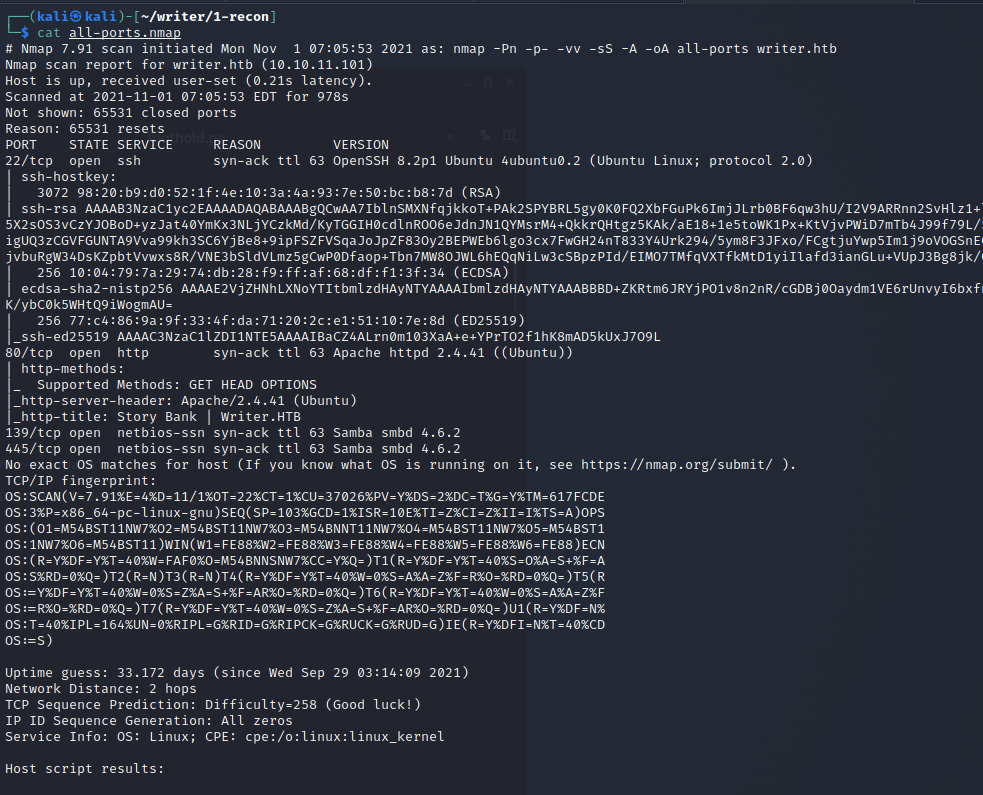 ┌──(kali㉿kali)-[~/writer/1-recon]
└─$ cat all-ports.nmap
# Nmap 7.91 scan initiated Mon Nov  1 07:05:53 2021 as: nmap -Pn -p- -vv -sS -A -oA all-ports writer.htb
Nmap scan report for writer.htb (10.10.11.101)
Host is up, received user-set (0.21s latency).
Scanned at 2021-11-01 07:05:53 EDT for 978s
Not shown: 65531 closed ports
Reason: 65531 resets
PORT    STATE SERVICE     REASON         VERSION
22/tcp  open  ssh         syn-ack ttl 63 OpenSSH 8.2p1 Ubuntu 4ubuntu0.2 (Ubuntu Linux; protocol 2.0)
| ssh-hostkey:
|   3072 98:20:b9:d0:52:1f:4e:10:3a:4a:93:7e:50:bc:b8:7d (RSA)
| ssh-rsa AAAAB3NzaC1yc2EAAAADAQABAAABgQCwAA7IblnSMXNfqjkkoT+PAk2SPYBRL5gy0K0FQ2XbFGuPk6ImjJLrb0BF6qw3hU/I2V9ARRnn2SvHlz1+
5X2sOS3vCzYJOBoD+yzJat40YmKx3NLjYCzkMd/KyTGGIH0cdlnROO6eJdnJN1QYMsrM4+QkkrQHtgz5KAk/aE18+1e5toWK1Px+KtVjvPWiD7mTb4J99f79L/
igUQ3zCGVFGUNTA9Vva99kh3SC6YjBe8+9ipFSZFVSqaJoJpZF83Oy2BEPWEb6lgo3cx7FwGH24nT833Y4Urk294/5ym8F3JFxo/FCgtjuYwp5Im1j9oVOGSnE
jvbuRgW34DsKZpbtVvwxs8R/VNE3bSldVLmz5gCwP0Dfaop+Tbn7MW8OJWL6hEQqNiLw3cSBpzPId/EIMO7TMfqVXTfkMtD1yiIlafd3ianGLu+VUpJ3Bg8jk/
|   256 10:04:79:7a:29:74:db:28:f9:ff:af:68:df:f1:3f:34 (ECDSA)
| ecdsa-sha2-nistp256 AAAAE2VjZHNhLXNoYTItbmlzdHAyNTYAAAAIbmlzdHAyNTYAAABBBD+ZKRtm6JRYjPO1v8n2nR/cGDBj0Oaydm1VE6rUnvyI6bxf
K/ybC0k5WHtQ9iWogmAU=
|   256 77:c4:86:9a:9f:33:4f:da:71:20:2c:e1:51:10:7e:8d (ED25519)
|_ssh-ed25519 AAAAC3NzaC1lZDI1NTE5AAAAIBaCZ4ALrn0m103XaA+e+YPrTO2f1hK8mAD5kUxJ7O9L
80/tcp  open  http        syn-ack ttl 63 Apache httpd 2.4.41 ((Ubuntu))
| http-methods:
|_  Supported Methods: GET HEAD OPTIONS
|_http-server-header: Apache/2.4.41 (Ubuntu)
|_http-title: Story Bank | Writer.HTB
139/tcp open  netbios-ssn syn-ack ttl 63 Samba smbd 4.6.2
445/tcp open  netbios-ssn syn-ack ttl 63 Samba smbd 4.6.2
No exact OS matches for host (If you know what OS is running on it, see https://nmap.org/submit/ ).
TCP/IP fingerprint:
OS:SCAN(V=7.91%E=4%D=11/1%OT=22%CT=1%CU=37026%PV=Y%DS=2%DC=T%G=Y%TM=617FCDE
OS:3%P=x86_64-pc-linux-gnu)SEQ(SP=103%GCD=1%ISR=10E%TI=Z%CI=Z%II=I%TS=A)OPS
OS:(O1=M54BST11NW7%O2=M54BST11NW7%O3=M54BNNT11NW7%O4=M54BST11NW7%O5=M54BST1
OS:1NW7%O6=M54BST11)WIN(W1=FE88%W2=FE88%W3=FE88%W4=FE88%W5=FE88%W6=FE88)ECN
OS:(R=Y%DF=Y%T=40%W=FAF0%O=M54BNNSNW7%CC=Y%Q=)T1(R=Y%DF=Y%T=40%S=O%A=S+%F=A
OS:S%RD=0%Q=)T2(R=N)T3(R=N)T4(R=Y%DF=Y%T=40%W=0%S=A%A=Z%F=R%O=%RD=0%Q=)T5(R
OS:=Y%DF=Y%T=40%W=0%S=Z%A=S+%F=AR%O=%RD=0%Q=)T6(R=Y%DF=Y%T=40%W=0%S=A%A=Z%F
OS:=R%O=%RD=0%Q=)T7(R=Y%DF=Y%T=40%W=0%S=Z%A=S+%F=AR%O=%RD=0%Q=)U1(R=Y%DF=N%
OS:T=40%IPL=164%UN=0%RIPL=G%RID=G%RIPCK=G%RUCK=G%RUD=G)IE(R=Y%DFI=N%T=40%CD
OS:=S)
Uptime guess: 33.172 days (since Wed Sep 29 03:14:09 2021)
Network Distance: 2 hops
TCP Sequence Prediction: Difficulty=258 (Good luck!)
IP ID Sequence Generation: All zeros
Service Info: OS: Linux; CPE: cpe:/o:linux:linux_kernel
Host script results: